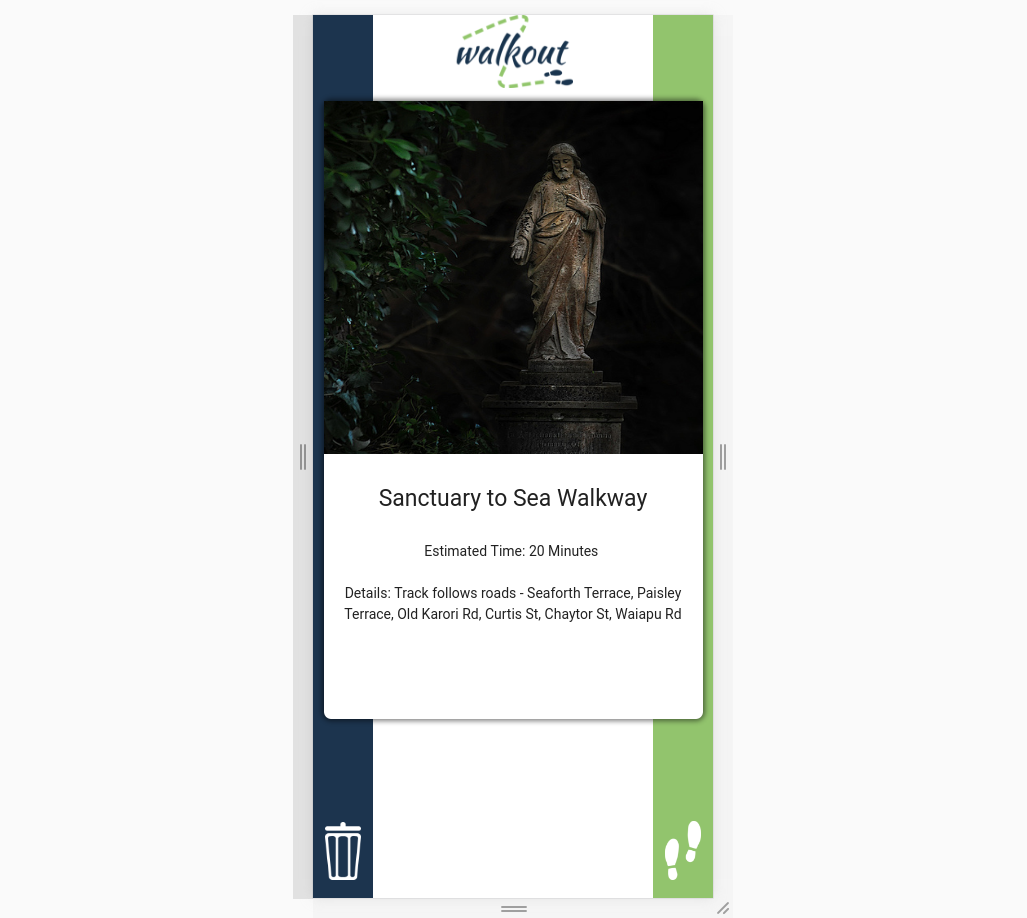 walkout
Sanctuary to Sea Walkway
Estimated Time: 20 Minutes
Details: Track follows roads - Seaforth Terrace, Paisley
Terrace, Old Karori Rd, Curtis St, Chaytor St, Waiapu Rd